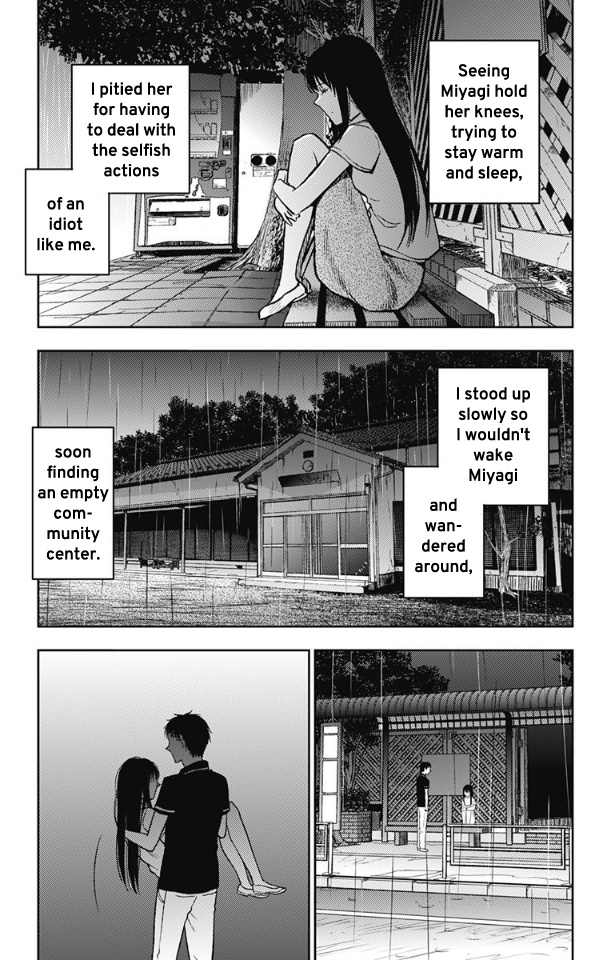 Seeing
Miyagi hold
her knees,
trying to
stay warm
and sleep,
I pitied her
for having
to deal with
the selfish
actions
of an
idiot
like me.
I stood up
slowly so
I wouldn't
wake
Miyagi
and
wan-
dered
around,
soon
finding
an empty
com-
munity
center.